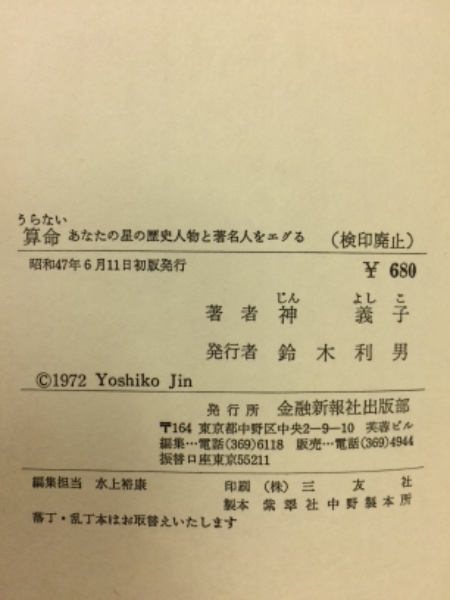 うらない
算命 あなたの星の歴史人物と著名人をエグる (検印廃止)
昭和47年6月11日初版発行 ¥ 680
じん よし こ
著者 神 義子
発行者 鈴木利男
©1972 Yoshiko Jin
発行所 金融新報社出版部
〒164 東京都中野区中央2-9-10 芙蓉ビル
編集…電話(369)6118 販売…電話(369)4944
振替口座東京55211
編集担当 水上裕康 印刷 (株) 三友社
製本 紫翠社中野製本所
落丁・乱丁本はお取替えいたします